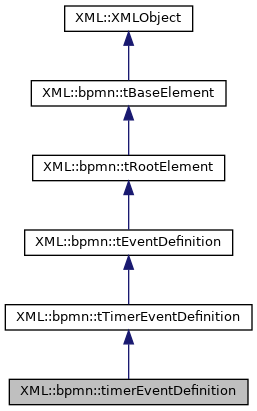 XML::XMLObject
XML::bpmn::tBaseElement
XML::bpmn::tRootElement
XML::bpmn::tEventDefinition
XML::bpmn::tTimerEventDefinition
XML::bpmn::timerEventDefinition